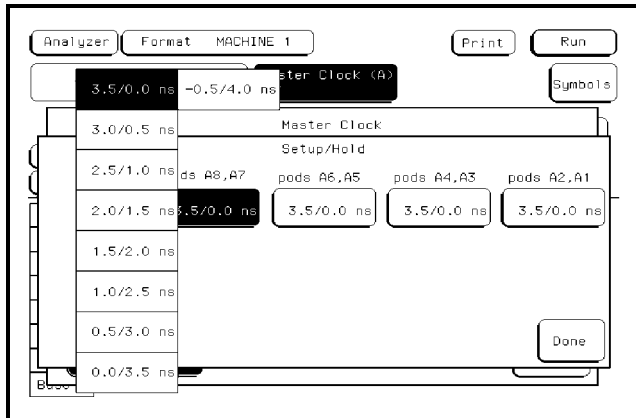 Analyzer Format MACHINE 1 Print Run
Master Clock (A) Symbols
3.5/0.0 ns -0.5/4.0 ns
3.0/0.5 ns
2.5/1.0 ns
2.0/1.5 ns
1.5/2.0 ns
1.0/2.5 ns
0.5/3.0 ns
0.0/3.5 ns
Master Clock
Setup/Hold
pods A8,A7 pods A6,A5 pods A4,A3 pods A2,A1
3.5/0.0 ns 3.5/0.0 ns 3.5/0.0 ns 3.5/0.0 ns
Done